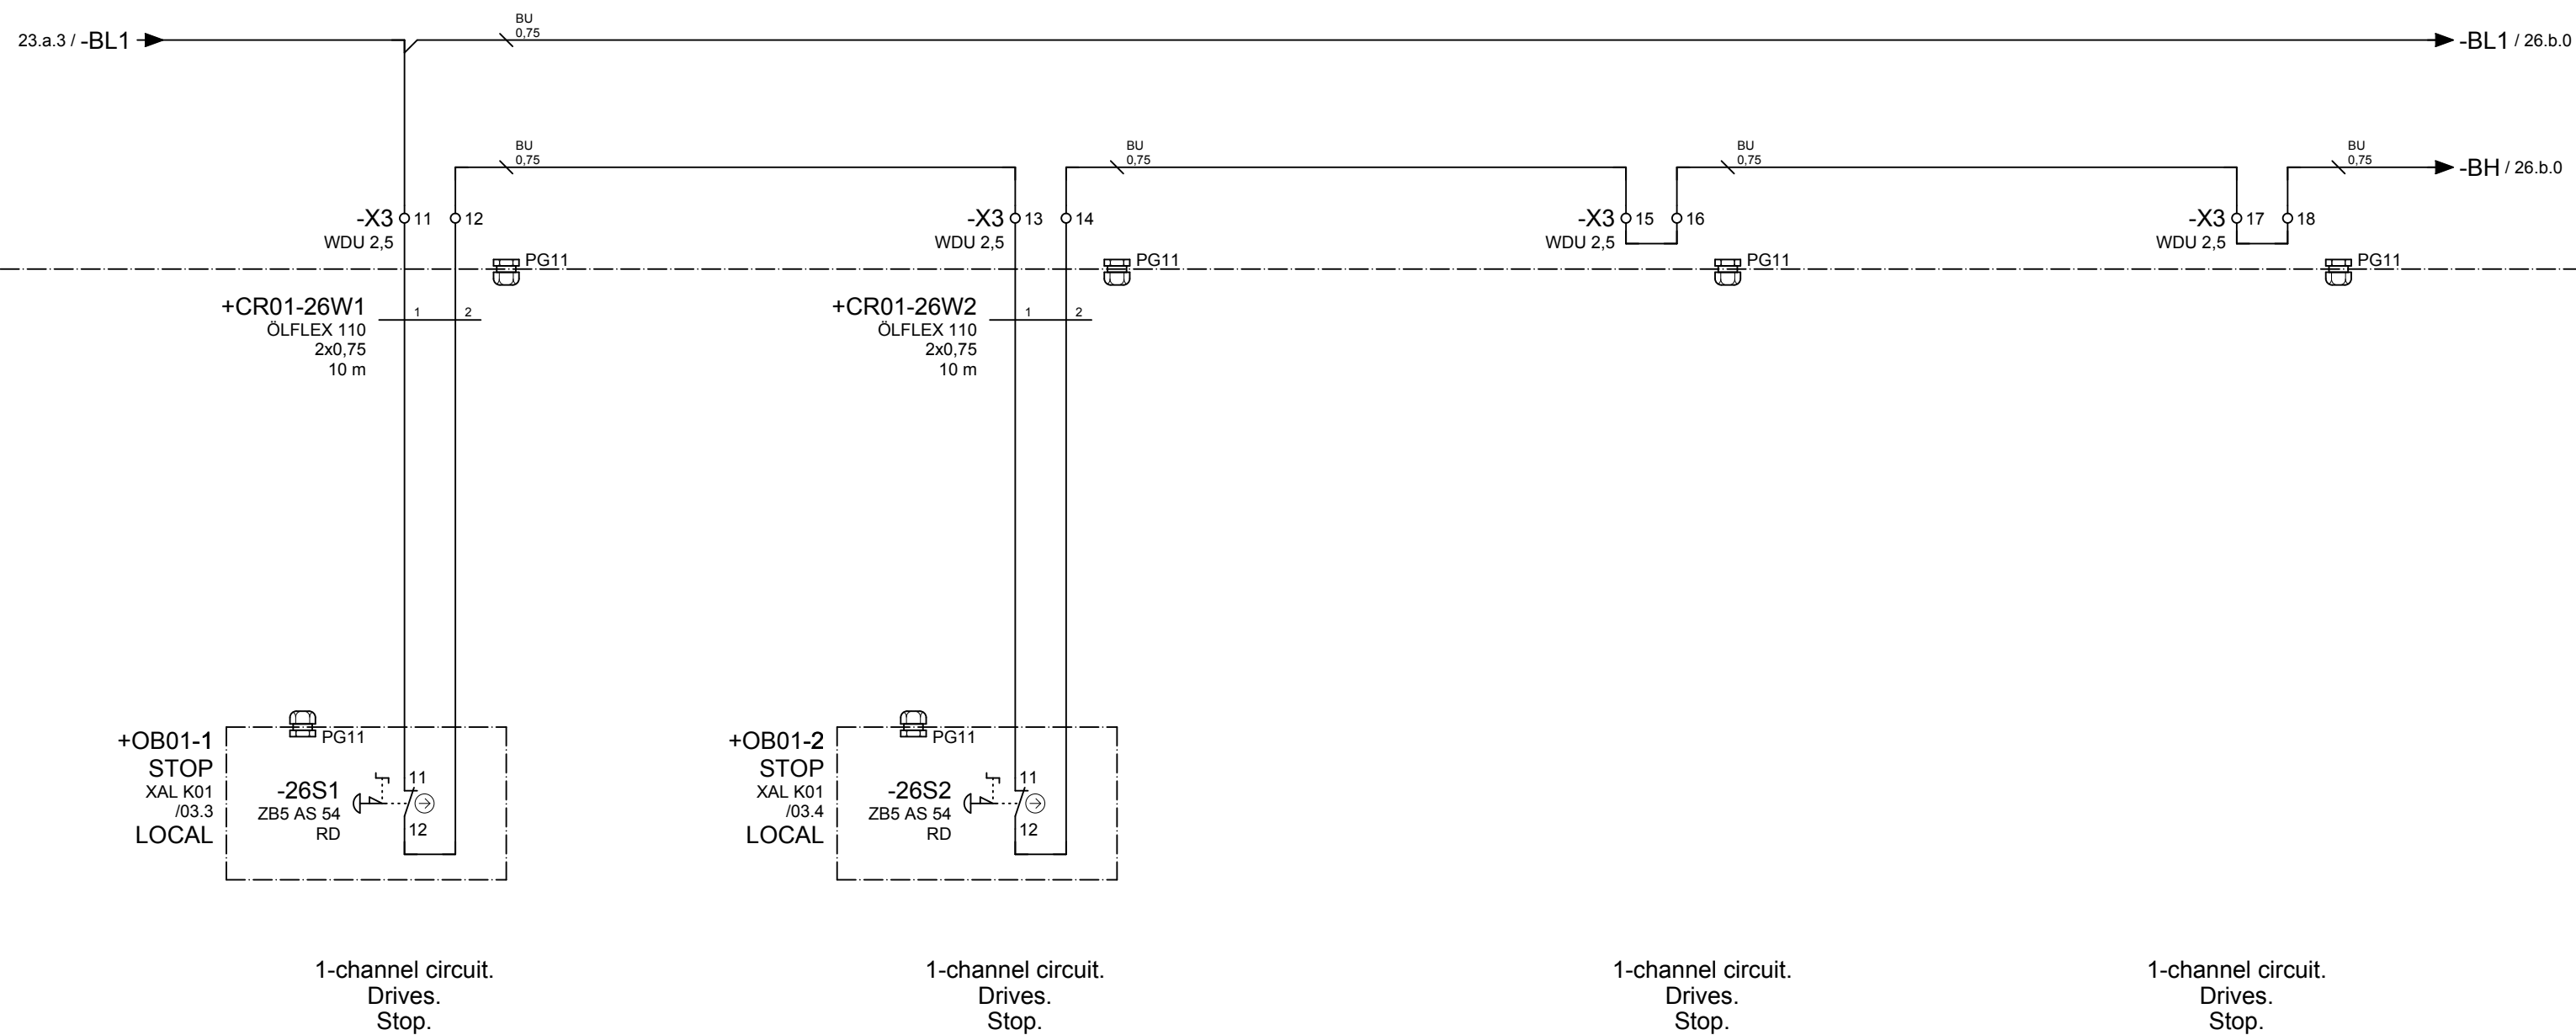 23.a.3 / -BL1
BU
0,75
-BL1 / 26.b.0
BU
0,75
BU
0,75
BU
0,75
BU
0,75
-BH / 26.b.0
-X3 11 12
WDU 2,5
-X3 13 14
WDU 2,5
-X3 15 16
WDU 2,5
-X3 17 18
WDU 2,5
PG11
PG11
PG11
PG11
+CR01-26W1
ÖLFLEX 110
2x0,75
10 m
1 2
+CR01-26W2
ÖLFLEX 110
2x0,75
10 m
1 2
+OB01-1
STOP
XAL K01
/03.3
LOCAL
PG11
-26S1
ZB5 AS 54
RD
11
12
+OB01-2
STOP
XAL K01
/03.4
LOCAL
PG11
-26S2
ZB5 AS 54
RD
11
12
1-channel circuit.
Drives.
Stop.
1-channel circuit.
Drives.
Stop.
1-channel circuit.
Drives.
Stop.
1-channel circuit.
Drives.
Stop.